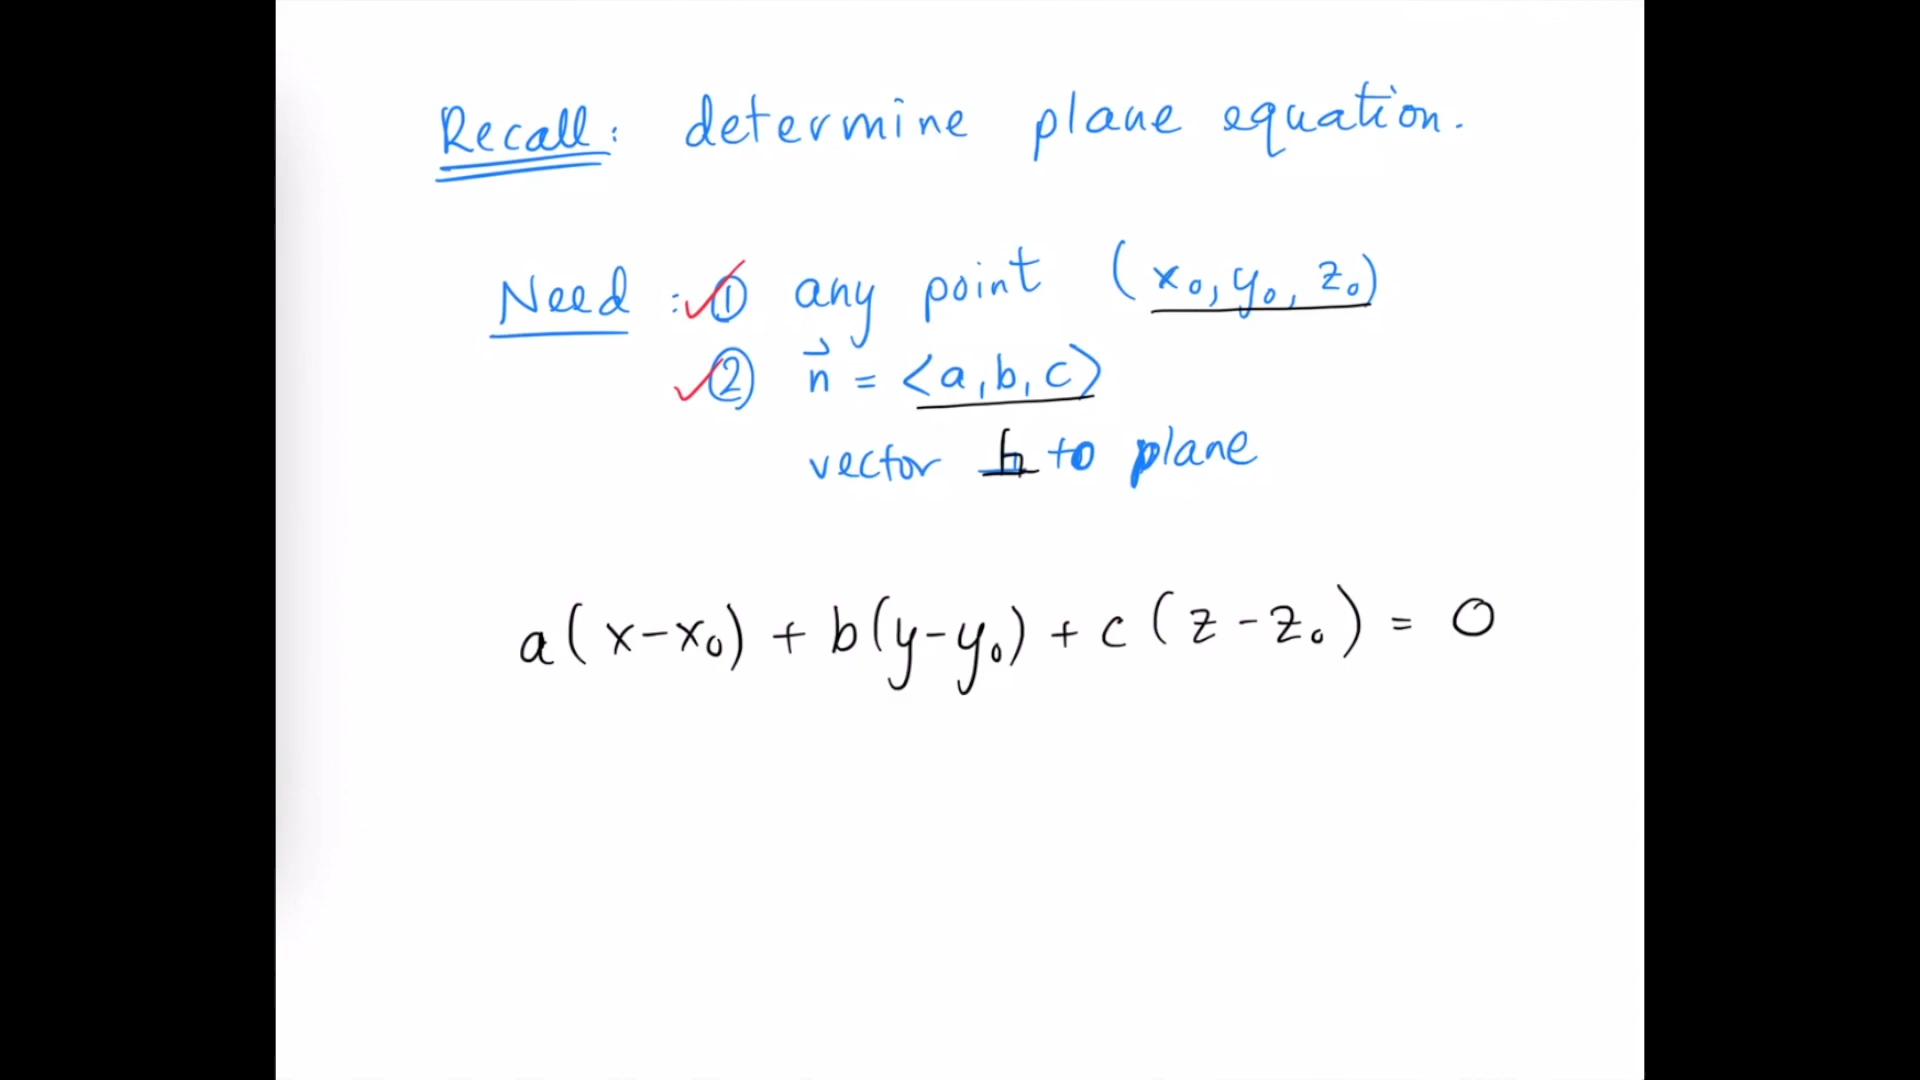 Recall: determine plane equation.
Need: ① any point (x₀, y₀, z₀)
② n⃗ = <a, b, c>
vector ⊥ to plane
a(x-x₀) + b(y-y₀) + c(z-z₀) = 0